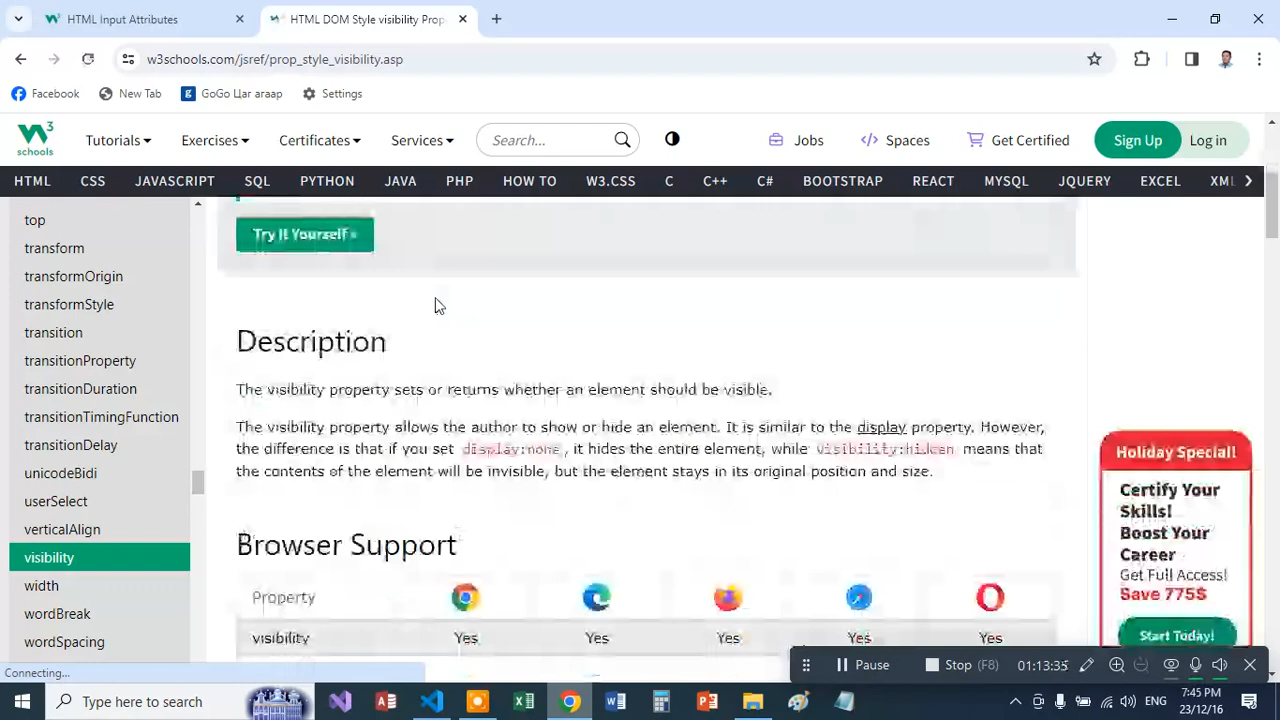 HTML Input Attributes
HTML DOM Style visibility Prop
w3schools.com/jsref/prop_style_visibility.asp
Facebook
New Tab
GoGo Цаг агаар
Settings
W3 schools
Tutorials
Exercises
Certificates
Services
Search...
Jobs
Spaces
Get Certified
Sign Up
Log in
HTML CSS JAVASCRIPT SQL PYTHON JAVA PHP HOW TO W3.CSS C C++ C# BOOTSTRAP REACT MYSQL JQUERY EXCEL XML
top
transform
transformOrigin
transformStyle
transition
transitionProperty
transitionDuration
transitionTimingFunction
transitionDelay
unicodeBidi
userSelect
verticalAlign
visibility
width
wordBreak
wordSpacing
Try it Yourself »
Description
The visibility property sets or returns whether an element should be visible.
The visibility property allows the author to show or hide an element. It is similar to the display property. However,
the difference is that if you set display:none, it hides the entire element, while visibility:hidden means that
the contents of the element will be invisible, but the element stays in its original position and size.
Browser Support
Property
visibility Yes Yes Yes Yes Yes
Holiday Special!
Certify Your
Skills!
Boost Your
Career
Get Full Access!
Save 775$
Start Today!
Connecting...
Pause
Stop (F8)
01:13:35
Type here to search
ENG
7:45 PM
23/12/16